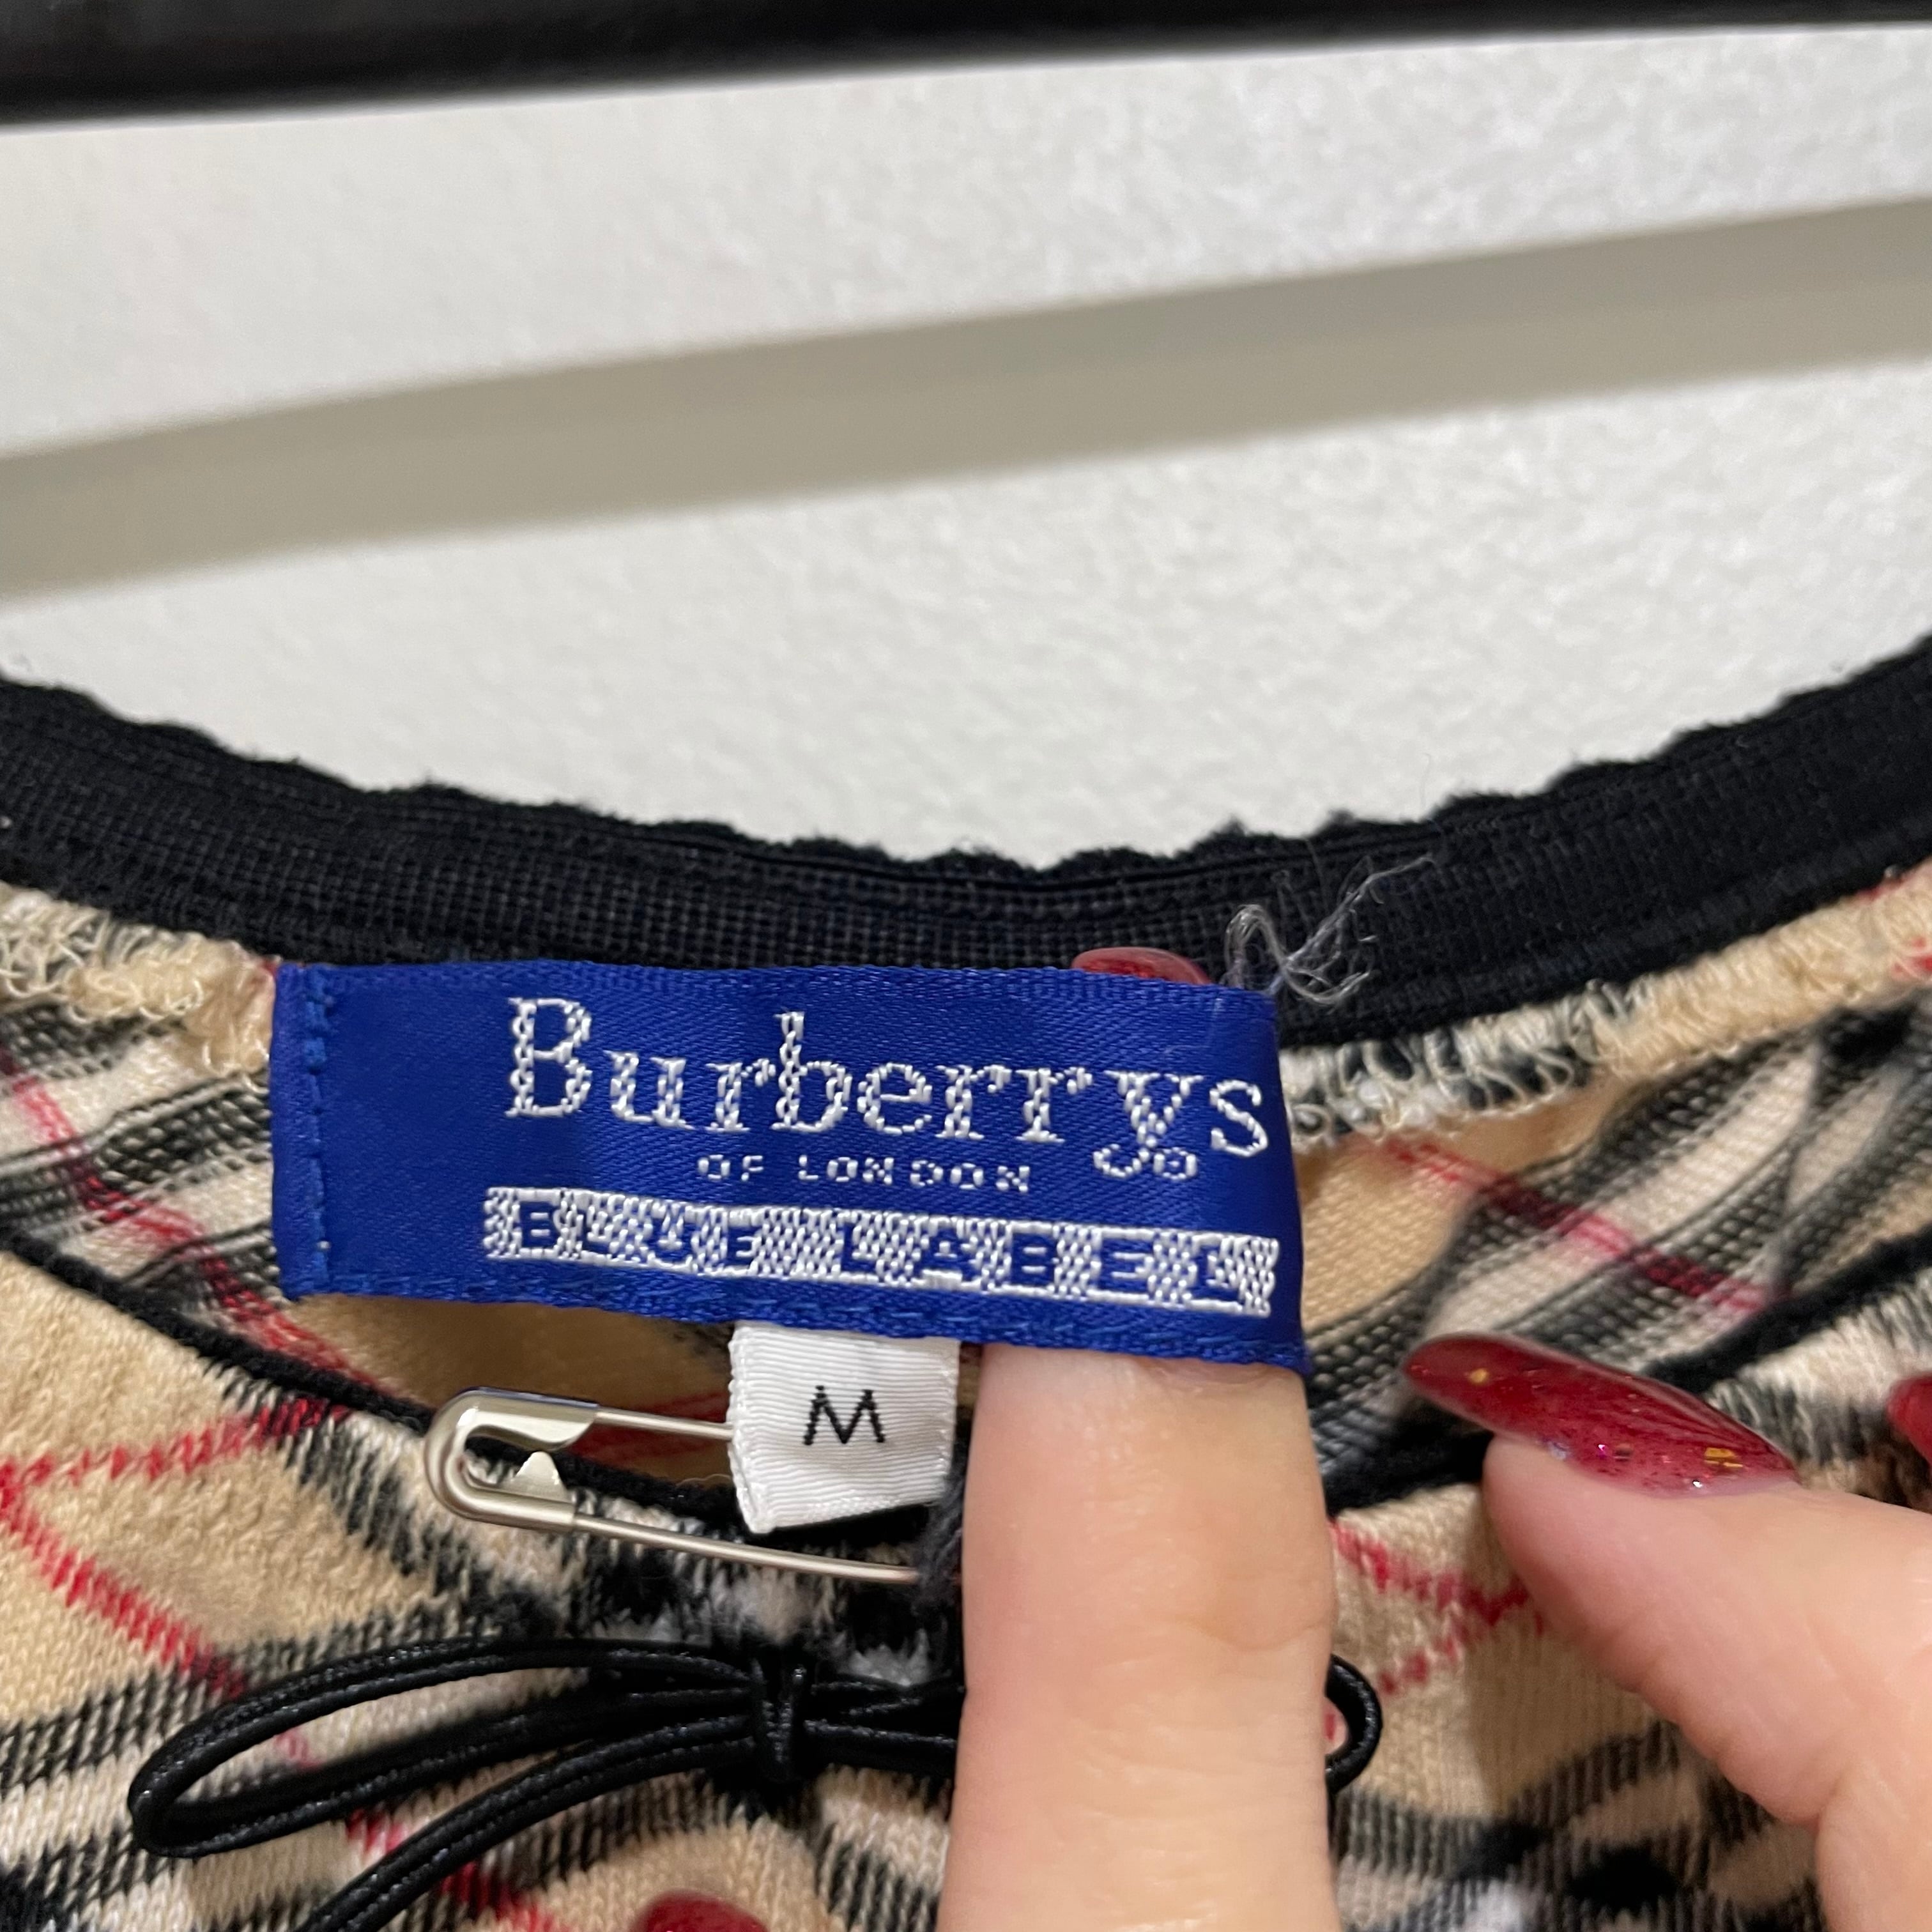 Burberrys
OF LONDON
BLUE LABEL
M